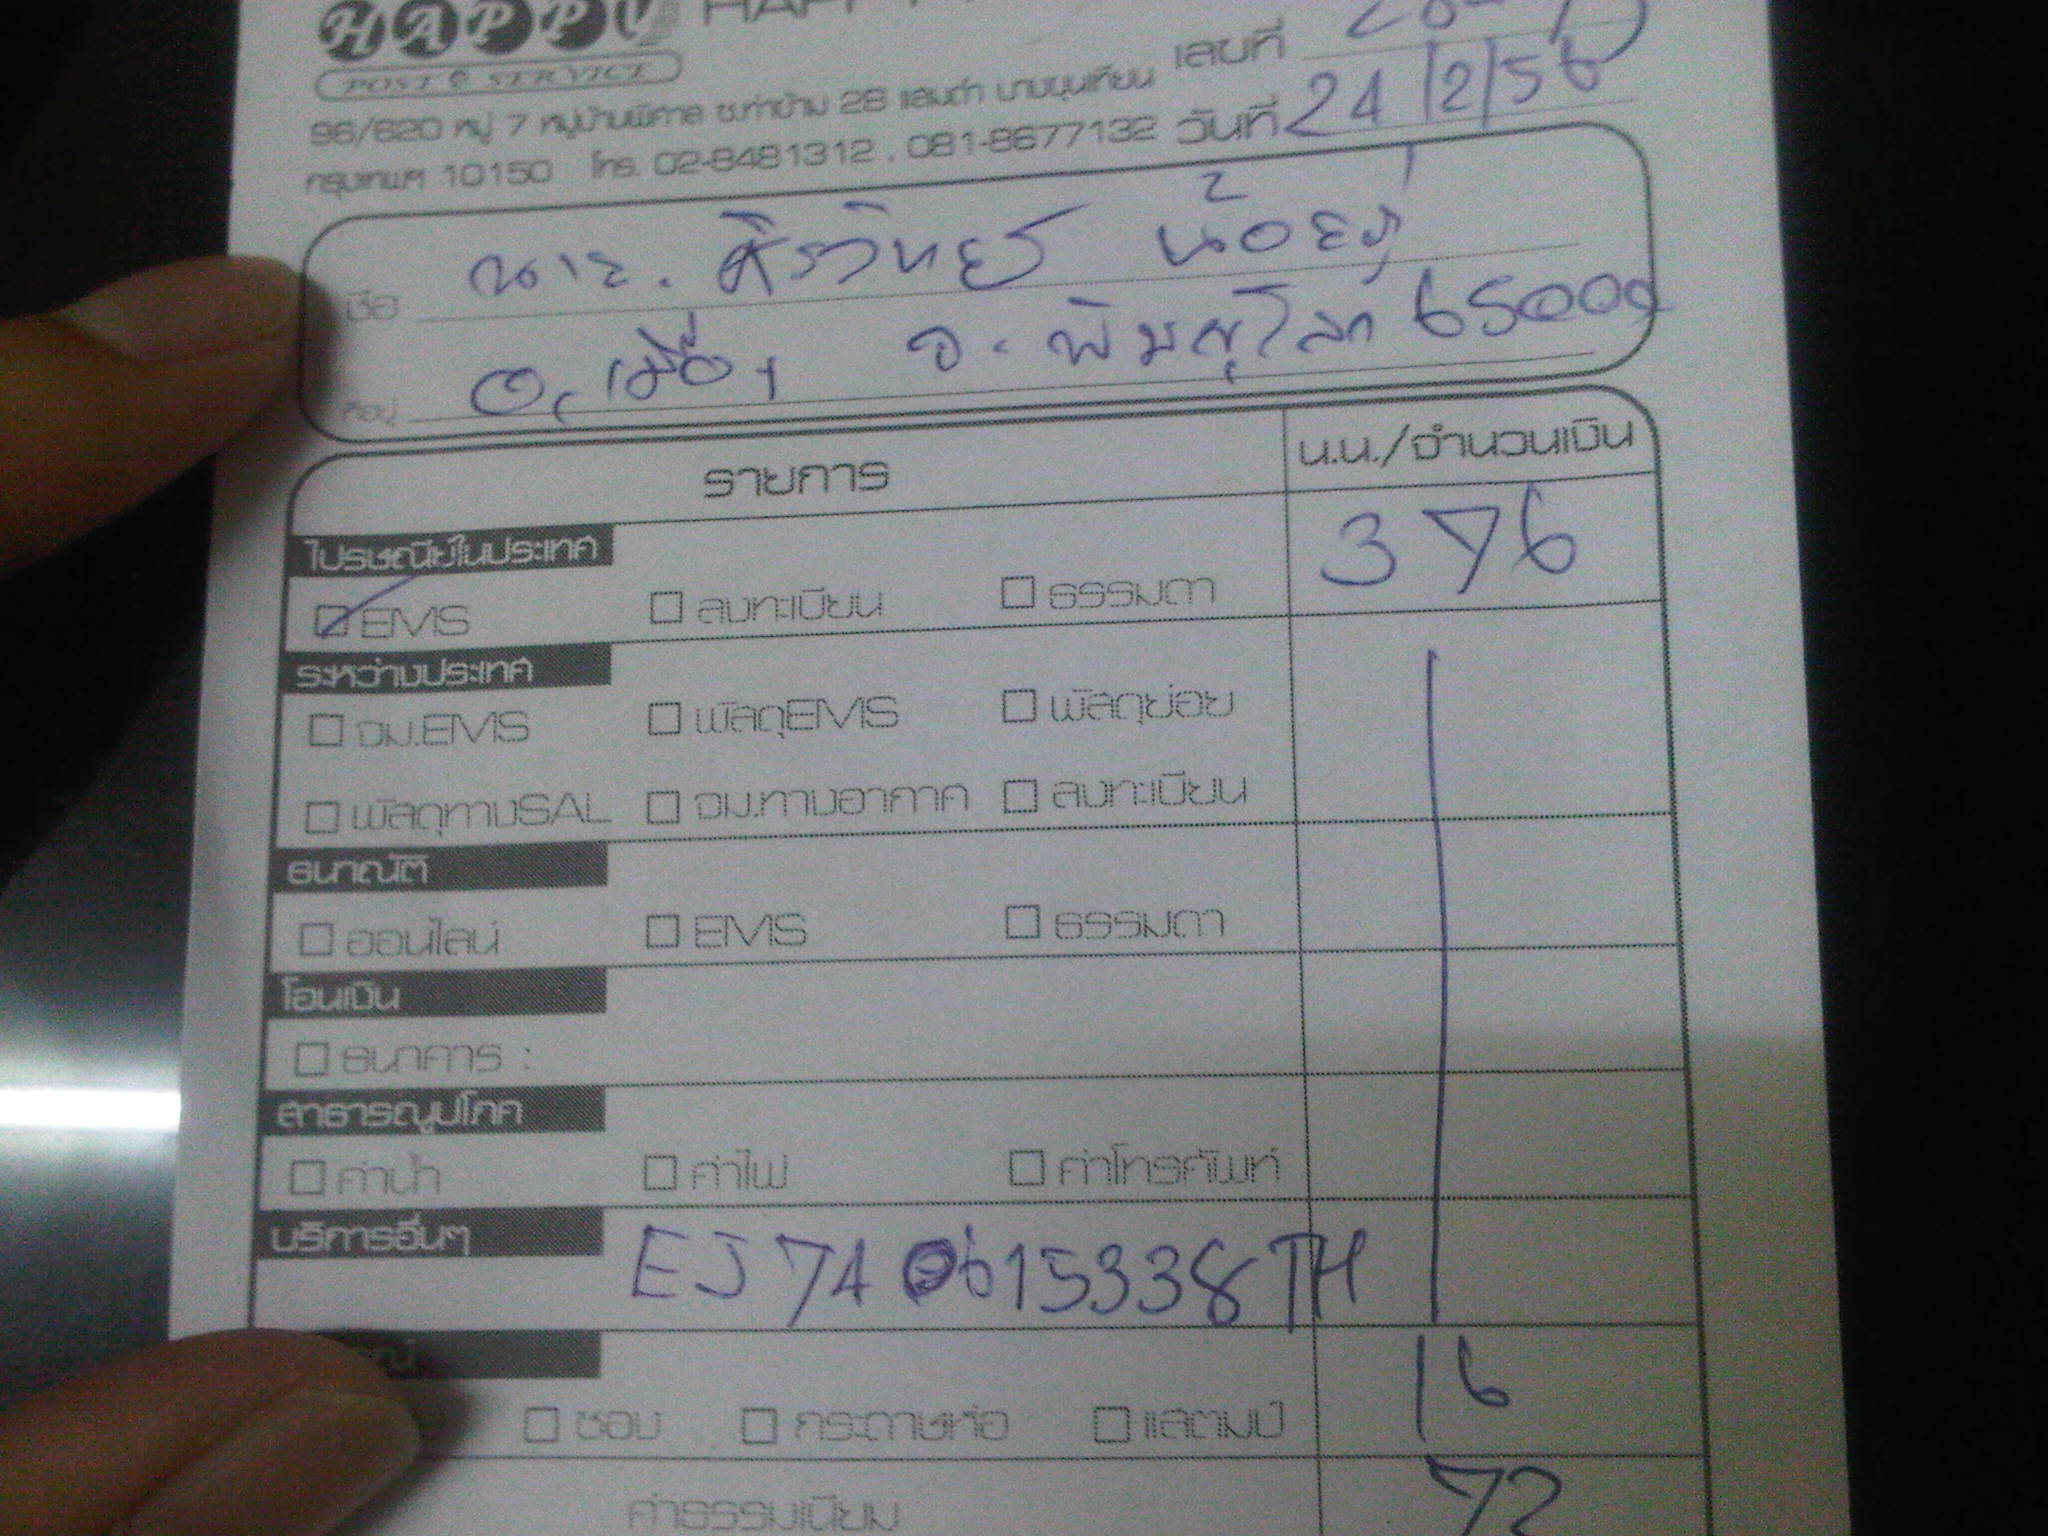 HAPPY
POST @ SERVICE
96/620 หมู่ 7 หมู่บ้านพิศาล ซ.ท่าข้าม 28 แสมดำ บางขุนเทียน เลขที่
กรุงเทพฯ 10150 โทร. 02-8481312 , 081-8677132 วันที่ 24/2/56
ชื่อ นาย. ศิรวิทย์
ที่อยู่ อ.เมือง จ.พิษณุโลก 65000
รายการ น.น./จำนวนเงิน
ไปรษณีย์ในประเทศ 376
EMS ลงทะเบียน ธรรมดา
ระหว่างประเทศ
จม.EMS พัสดุEMS พัสดุย่อย
พัสดุทางSAL จม.ทางอากาศ ลงทะเบียน
ธนาณัติ
ออนไลน์ EMS ธรรมดา
โอนเงิน
ธนาคาร :
สาธารณูปโภค
ค่าน้ำ ค่าไฟ ค่าโทรศัพท์
บริการอื่นๆ EJ 740615338TH
16
ซอง กระดาษห่อ แสตมป์
ค่าธรรมเนียม 72